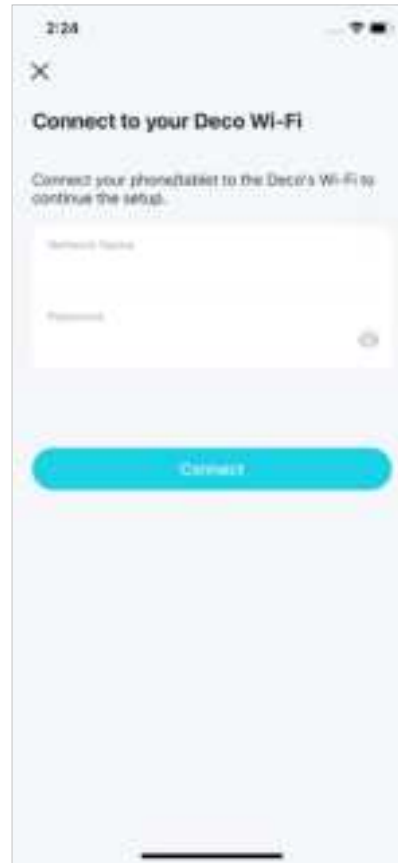 2:24
Connect to your Deco Wi-Fi
Connect your phone/tablet to the Deco's Wi-Fi to
continue the setup.
Network Name
Password
Connect